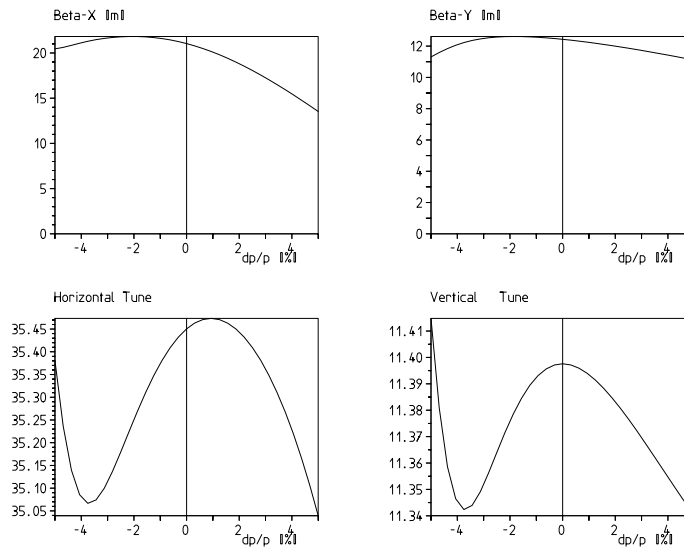 Beta-X [m]
20
15
10
5
0
-4 -2 0 2 4
dp/p [%]
Beta-Y [m]
12
10
8
6
4
2
0
-4 -2 0 2 4
dp/p [%]
Horizontal Tune
35.45
35.40
35.35
35.30
35.25
35.20
35.15
35.10
35.05
-4 -2 0 2 4
dp/p [%]
Vertical Tune
11.41
11.40
11.39
11.38
11.37
11.36
11.35
11.34
-4 -2 0 2 4
dp/p [%]